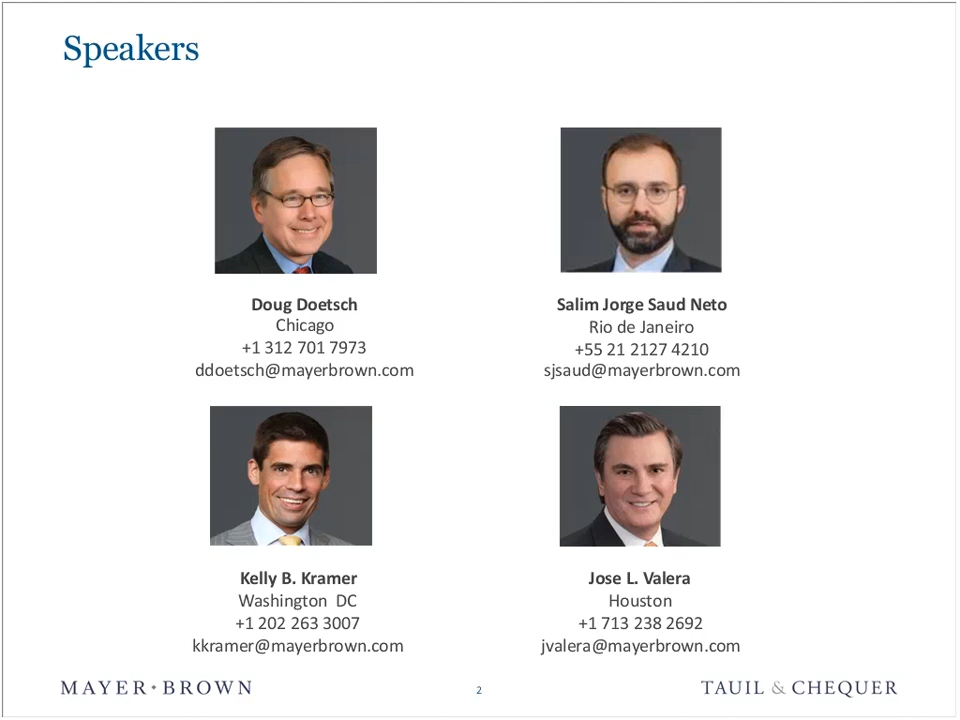 Speakers
Doug Doetsch
Chicago
+1 312 701 7973
ddoetsch@mayerbrown.com
Salim Jorge Saud Neto
Rio de Janeiro
+55 21 2127 4210
sjsaud@mayerbrown.com
Kelly B. Kramer
Washington  DC
+1 202 263 3007
kkramer@mayerbrown.com
Jose L. Valera
Houston
+1 713 238 2692
jvalera@mayerbrown.com
MAYER • BROWN
2
TAUIL & CHEQUER